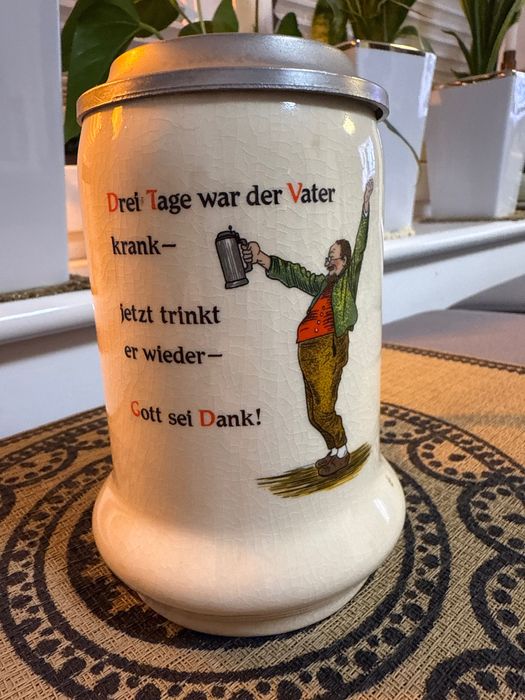 Drei Tage war der Vater
krank—
jetzt trinkt
er wieder—
Gott sei Dank!